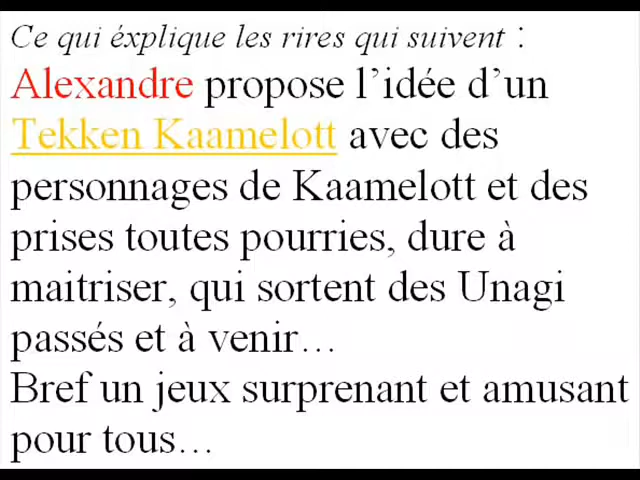 Ce qui éxplique les rires qui suivent :
Alexandre propose l’idée d’un
Tekken Kaamelott avec des
personnages de Kaamelott et des
prises toutes pourries, dure à
maitriser, qui sortent des Unagi
passés et à venir…
Bref un jeux surprenant et amusant
pour tous…